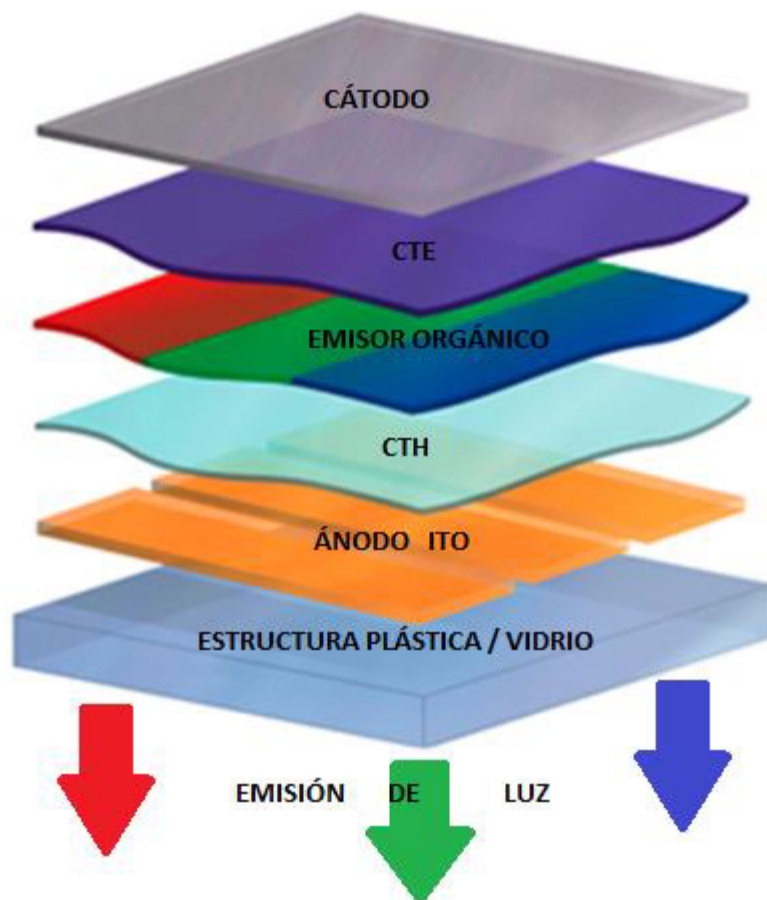 CÁTODO
CTE
EMISOR ORGÁNICO
CTH
ÁNODO ITO
ESTRUCTURA PLÁSTICA / VIDRIO
EMISIÓN DE LUZ